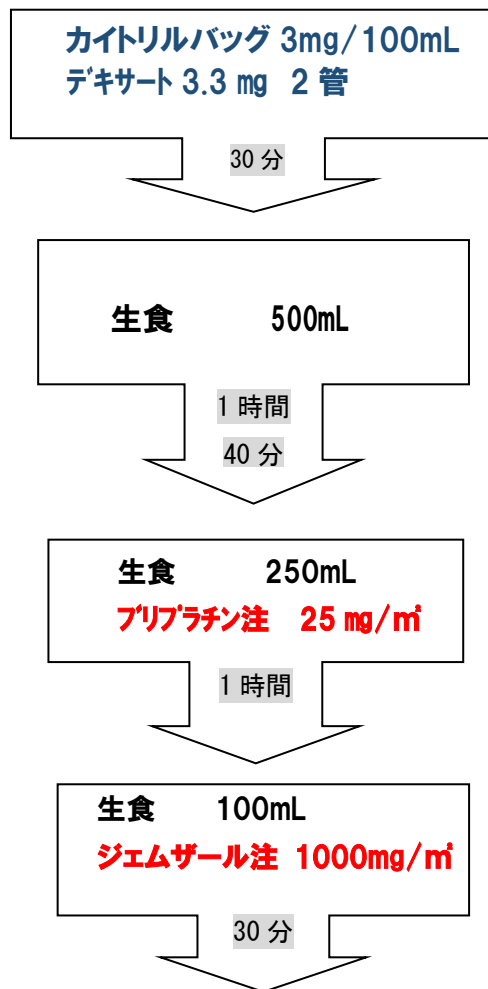 カイトリルバッグ 3mg/100mL
デキサート 3.3 mg 2 管
30 分
生食 500mL
1 時間
40 分
生食 250mL
ブリプラチン注 25 mg/㎡
1 時間
生食 100mL
ジェムザール注 1000mg/㎡
30 分